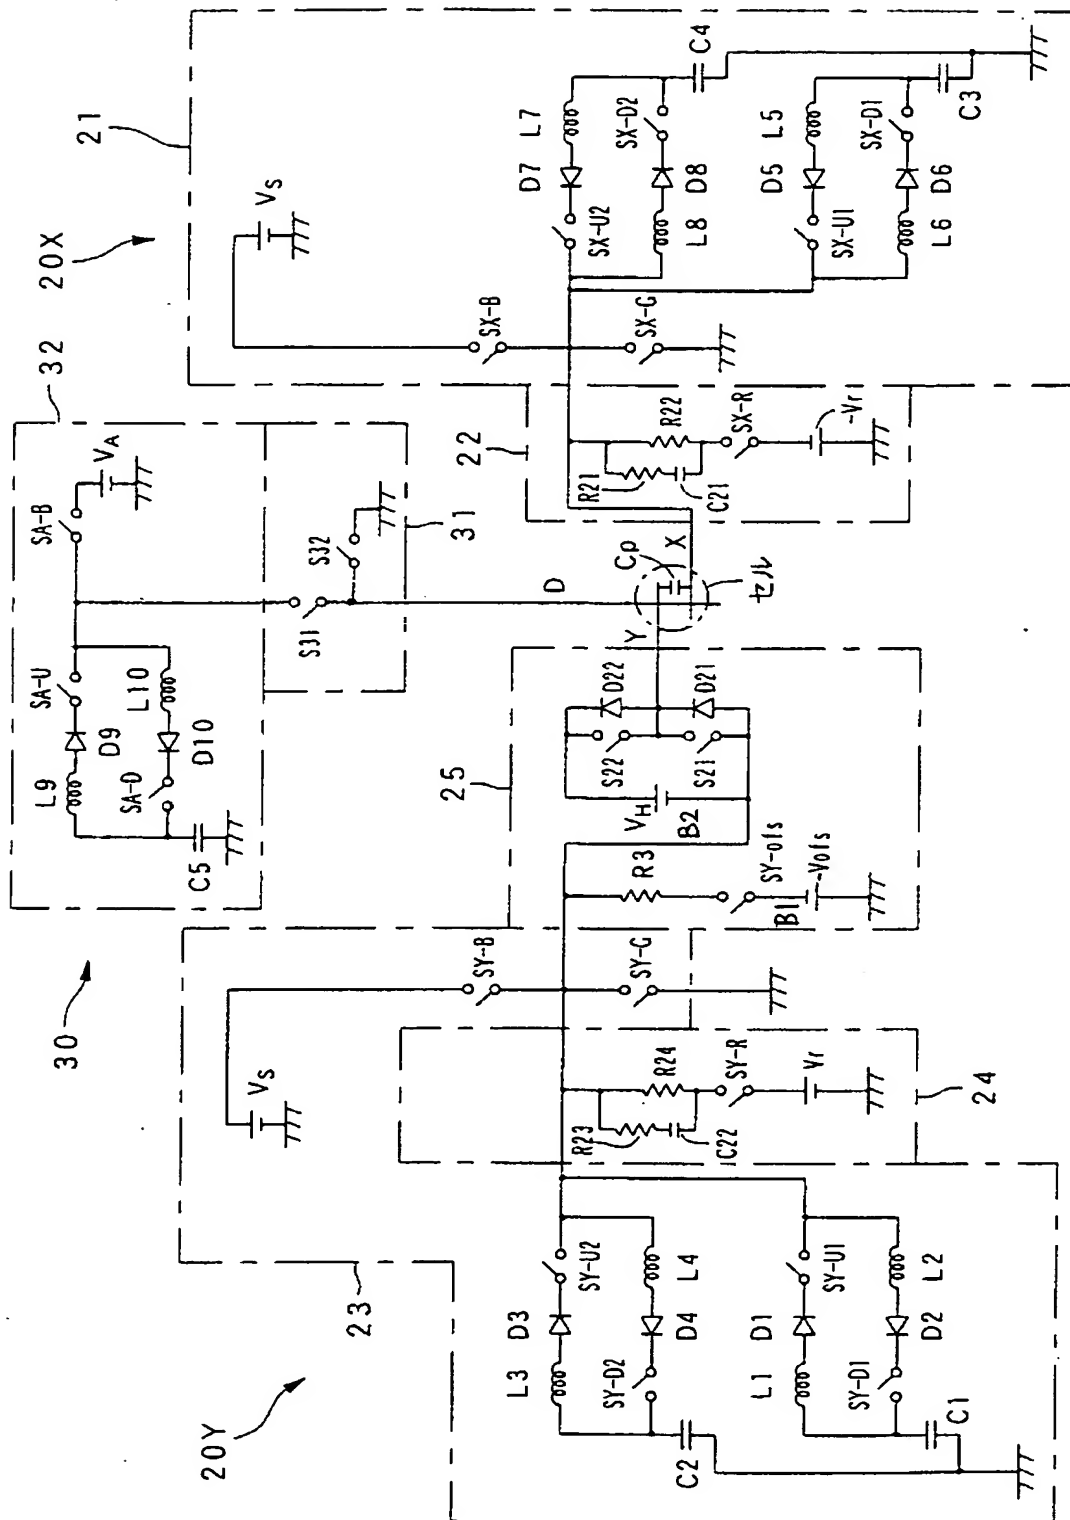 20X
21
VS
SX-B
SX-G
SX-U2
D7
L7
L8
D8
SX-D2
C4
SX-U1
D5
L5
L6
D6
SX-D1
C3
22
R21
R22
C21
SX-R
-Vr
X
Cp
セル
Y
D
30
32
VA
SA-B
SA-U
L9
D9
L10
D10
SA-D
C5
31
S31
S32
25
D22
D21
S22
S21
VH
B2
R3
SY-ofs
B1
-Vofs
SY-B
SY-G
VS
24
R23
R24
C22
SY-R
Vr
20Y
23
L3
D3
SY-U2
SY-D2
D4
L4
C2
L1
D1
SY-U1
SY-D1
D2
L2
C1